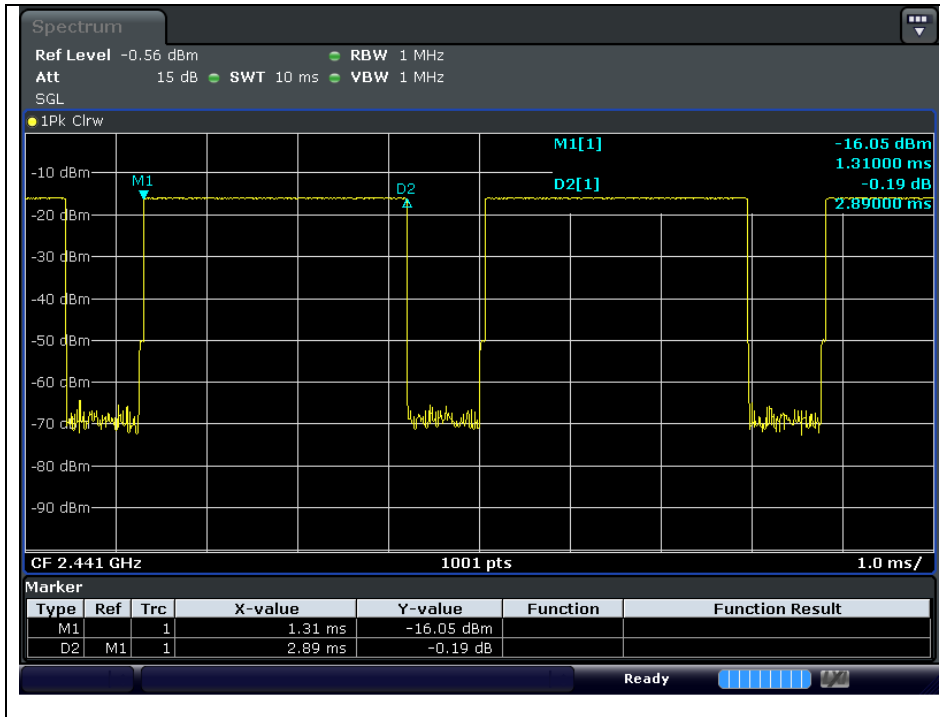 Spectrum
Ref Level -0.56 dBm RBW 1 MHz
Att 15 dB SWT 10 ms VBW 1 MHz
SGL
1Pk Clrw
M1[1] -16.05 dBm
1.31000 ms
-10 dBm
M1
D2
D2[1] -0.19 dB
2.89000 ms
-20 dBm
-30 dBm
-40 dBm
-50 dBm
-60 dBm
-70 dBm
-80 dBm
-90 dBm
CF 2.441 GHz 1001 pts 1.0 ms/
Marker
Type Ref Trc X-value Y-value Function Function Result
M1 1 1.31 ms -16.05 dBm
D2 M1 1 2.89 ms -0.19 dB
Ready